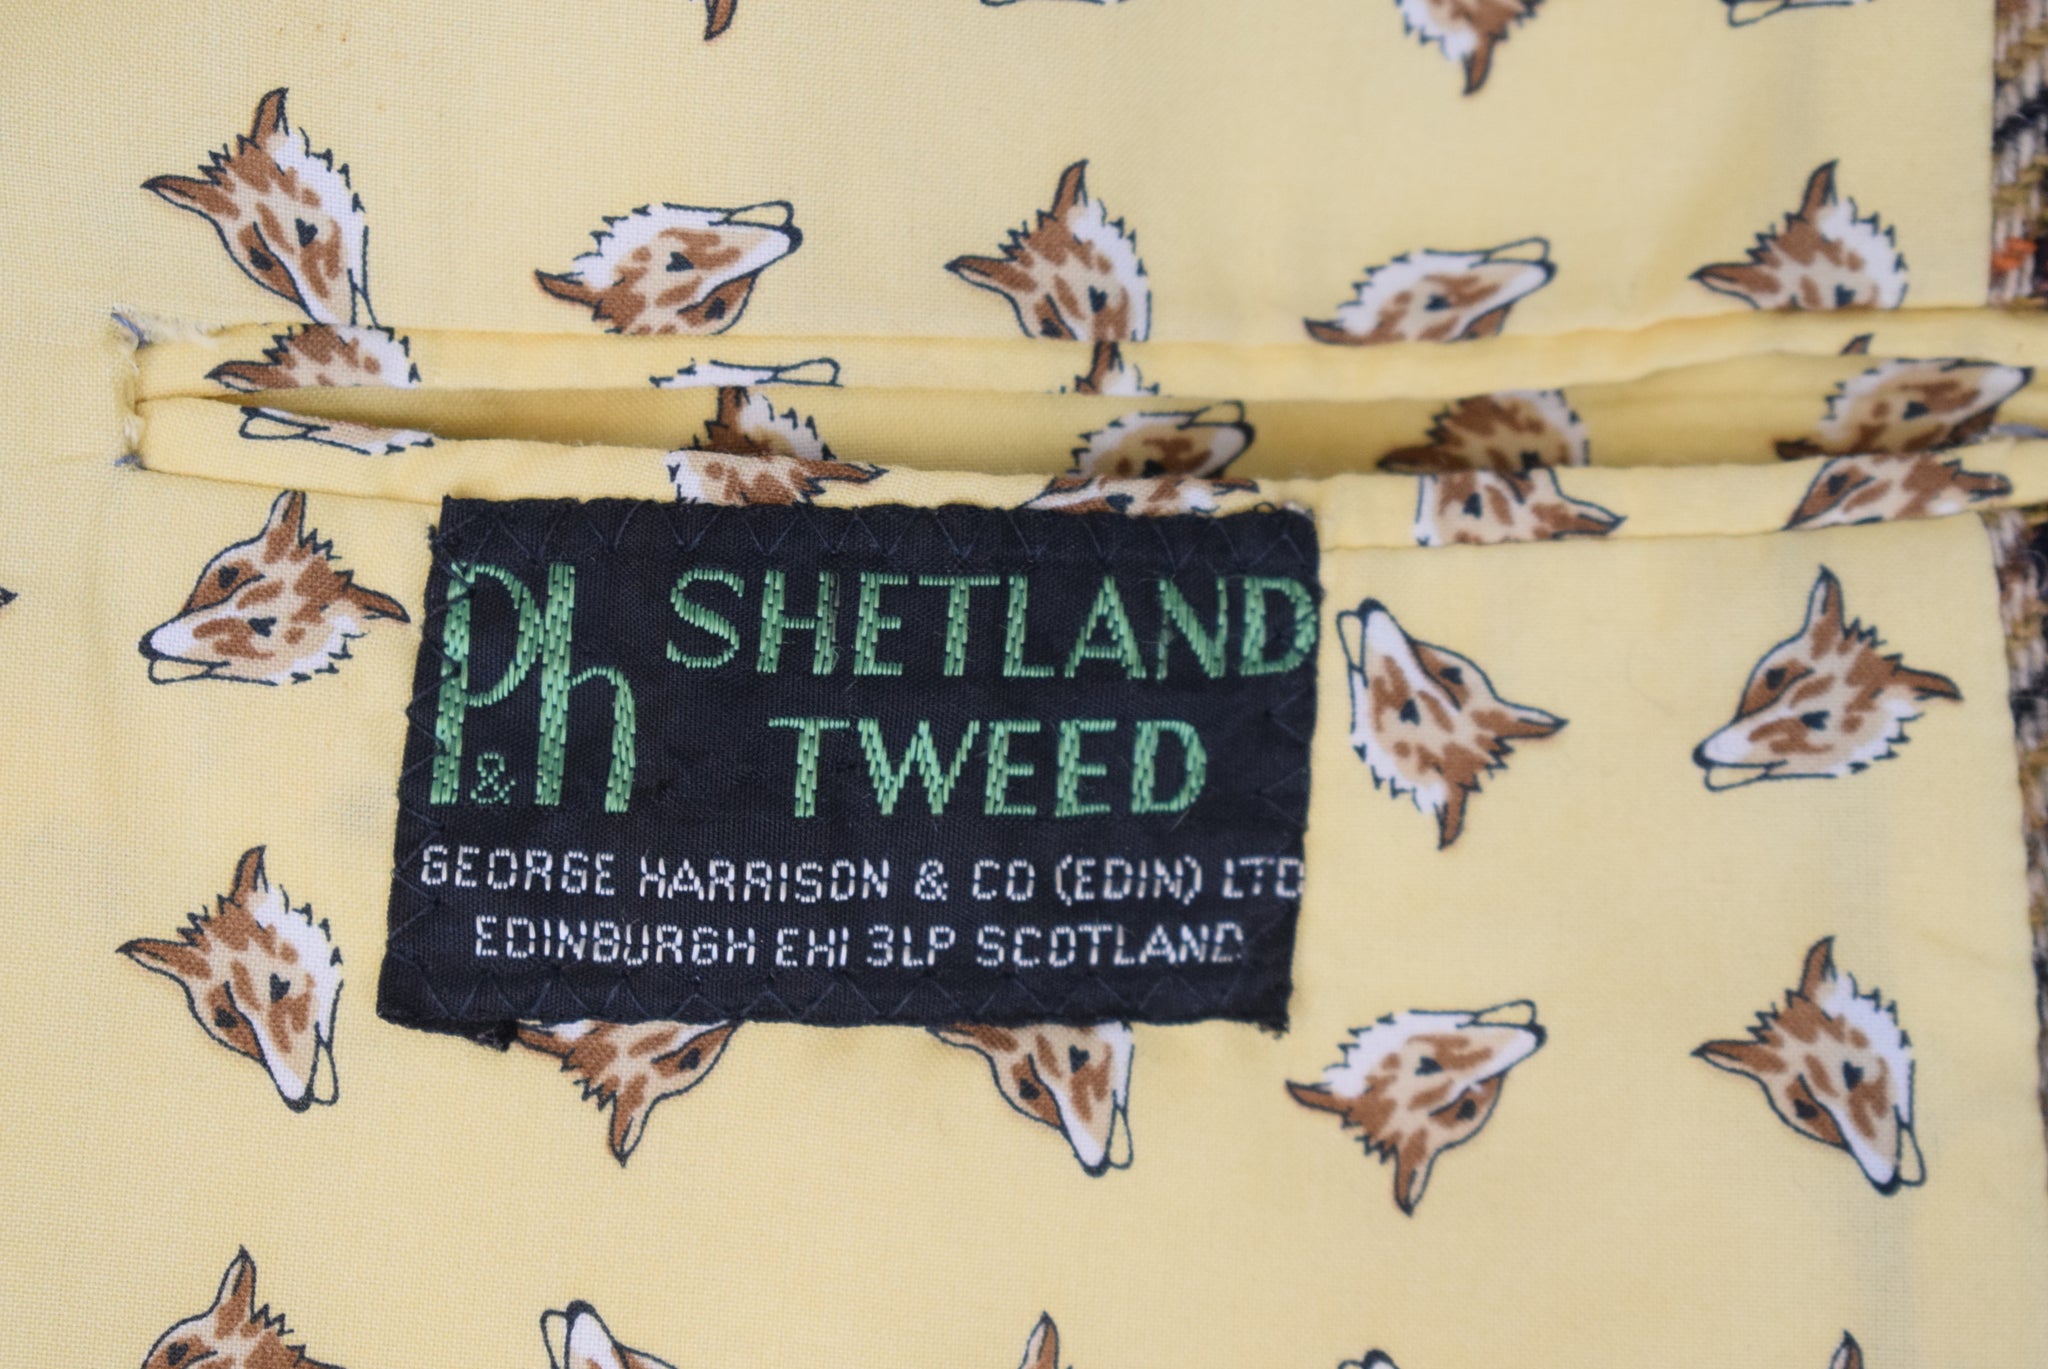 P&h SHETLAND
TWEED
GEORGE HARRISON & CO (EDIN) LTD
EDINBURGH EH1 3LP SCOTLAND.